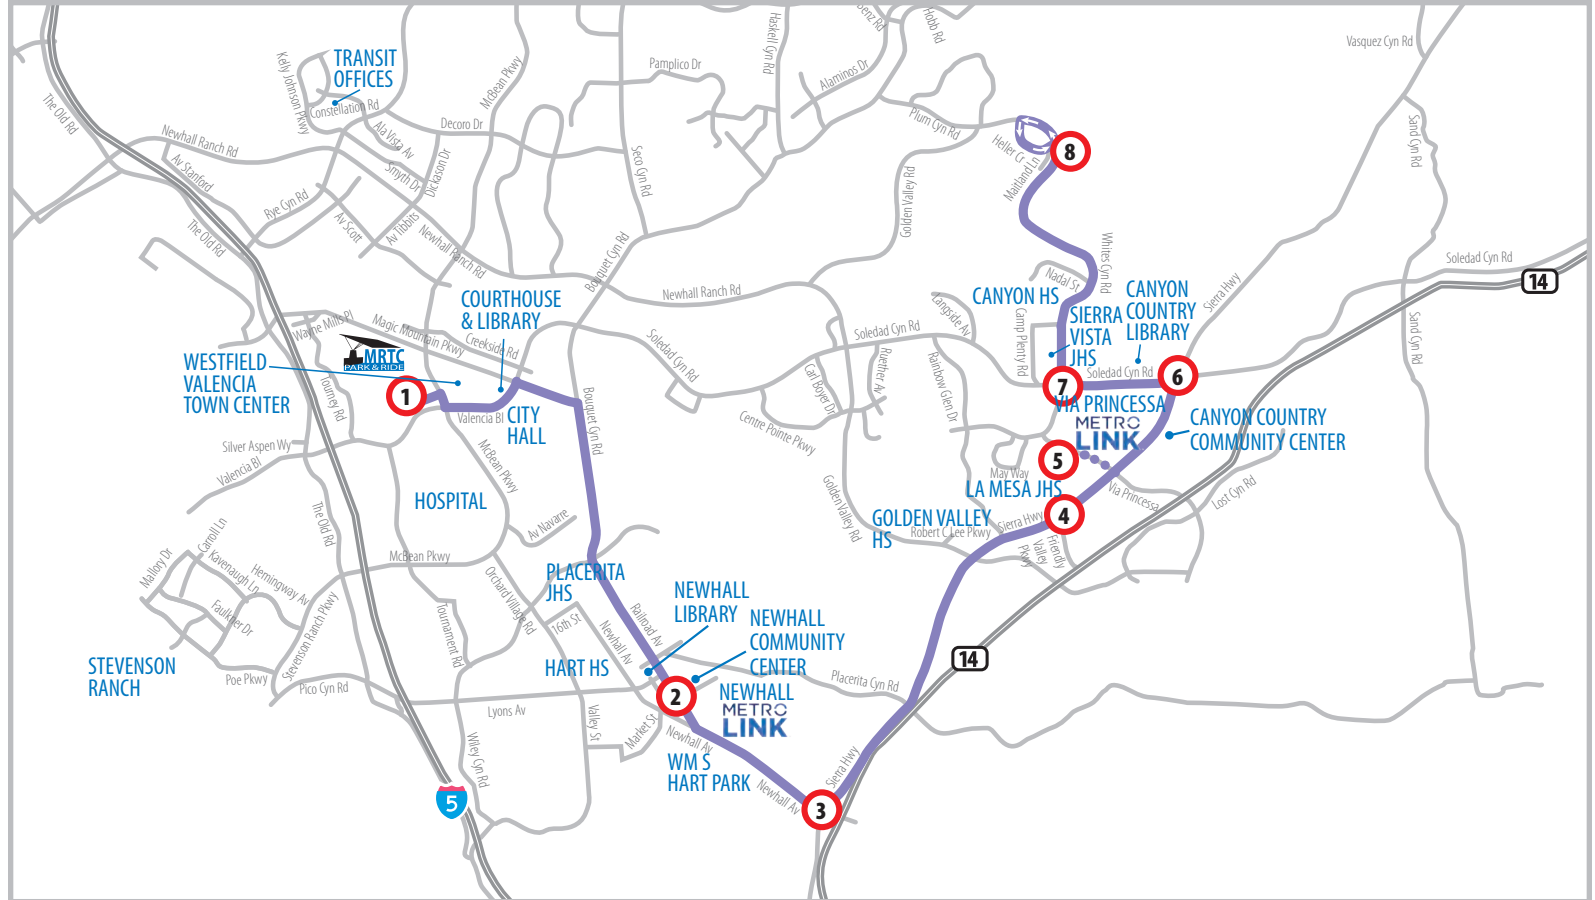 Benz Rd
Hobb Rd
Haskell Cyn Rd
Vasquez Cyn Rd
TRANSIT
OFFICES
Kelly Johnson Pkwy
Constellation Rd
McBean Pkwy
Pamplico Dr
Alaminos Dr
The Old Rd
Newhall Ranch Rd
Av Stanford
Ala Vista Av
Decoro Dr
Smyth Dr
Dickason Dr
Seco Cyn Rd
Plum Cyn Rd
Heller Cr
Maitland Ln
8
Sand Cyn Rd
Rye Cyn Rd
Av Scott
Av Tibbits
Newhall Ranch Rd
The Old Rd
Golden Valley Rd
Bouquet Cyn Rd
Whites Cyn Rd
Nadal St
Soledad Cyn Rd
14
Newhall Ranch Rd
COURTHOUSE
& LIBRARY
CANYON HS
CANYON
COUNTRY
LIBRARY
SIERRA
VISTA
JHS
Sierra Hwy
Langside Av
Camp Plenty Rd
Sand Cyn Rd
Wayne Mills Pl
Magic Mountain Pkwy
Creekside Rd
Soledad Cyn Rd
Soledad Cyn Rd
MRTC
PARK & RIDE
WESTFIELD
VALENCIA
TOWN CENTER
Tourney Rd
1
Valencia Bl
CITY
HALL
Bouquet Cyn Rd
Carl Boyer Dr
Ruether Av
Rainbow Glen Dr
Centre Pointe Pkwy
Soledad Cyn Rd
7
6
VIA PRINCESSA
METRO
LINK
CANYON COUNTRY
COMMUNITY CENTER
Silver Aspen Wy
Valencia Bl
McBean Pkwy
HOSPITAL
5
May Way
LA MESA JHS
Via Princessa
Lost Cyn Rd
Golden Valley Rd
GOLDEN VALLEY
HS
Robert C Lee Pkwy
Sierra Hwy
4
Friendly
Valley
Pkwy
The Old Rd
Av Navarre
McBean Pkwy
Mallory Dr
Carroll Ln
Kavenaugh Ln
Hemingway Av
Faulkner Dr
Stevenson Ranch Pkwy
Orchard Village Rd
PLACERITA
JHS
16th St
Newhall Av
Railroad Av
NEWHALL
LIBRARY
NEWHALL
COMMUNITY
CENTER
Tournament Rd
STEVENSON
RANCH
Poe Pkwy
Pico Cyn Rd
HART HS
2
NEWHALL
METRO
LINK
Placerita Cyn Rd
14
Lyons Av
Valley St
Market St
Newhall Av
WM S
HART PARK
Wiley Cyn Rd
Newhall Av
Sierra Hwy
5
3